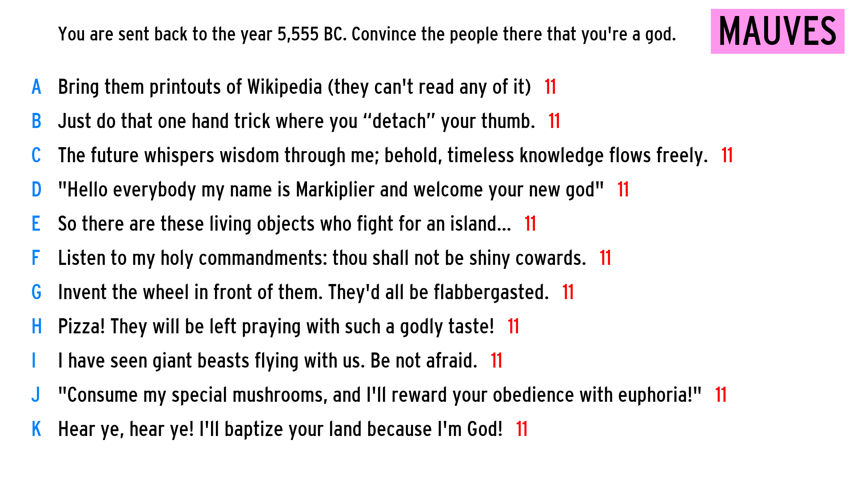 You are sent back to the year 5,555 BC. Convince the people there that you're a god.
MAUVES
A Bring them printouts of Wikipedia (they can't read any of it) 11
B Just do that one hand trick where you “detach” your thumb. 11
C The future whispers wisdom through me; behold, timeless knowledge flows freely. 11
D "Hello everybody my name is Markiplier and welcome your new god" 11
E So there are these living objects who fight for an island... 11
F Listen to my holy commandments: thou shall not be shiny cowards. 11
G Invent the wheel in front of them. They'd all be flabbergasted. 11
H Pizza! They will be left praying with such a godly taste! 11
I I have seen giant beasts flying with us. Be not afraid. 11
J "Consume my special mushrooms, and I'll reward your obedience with euphoria!" 11
K Hear ye, hear ye! I'll baptize your land because I'm God! 11